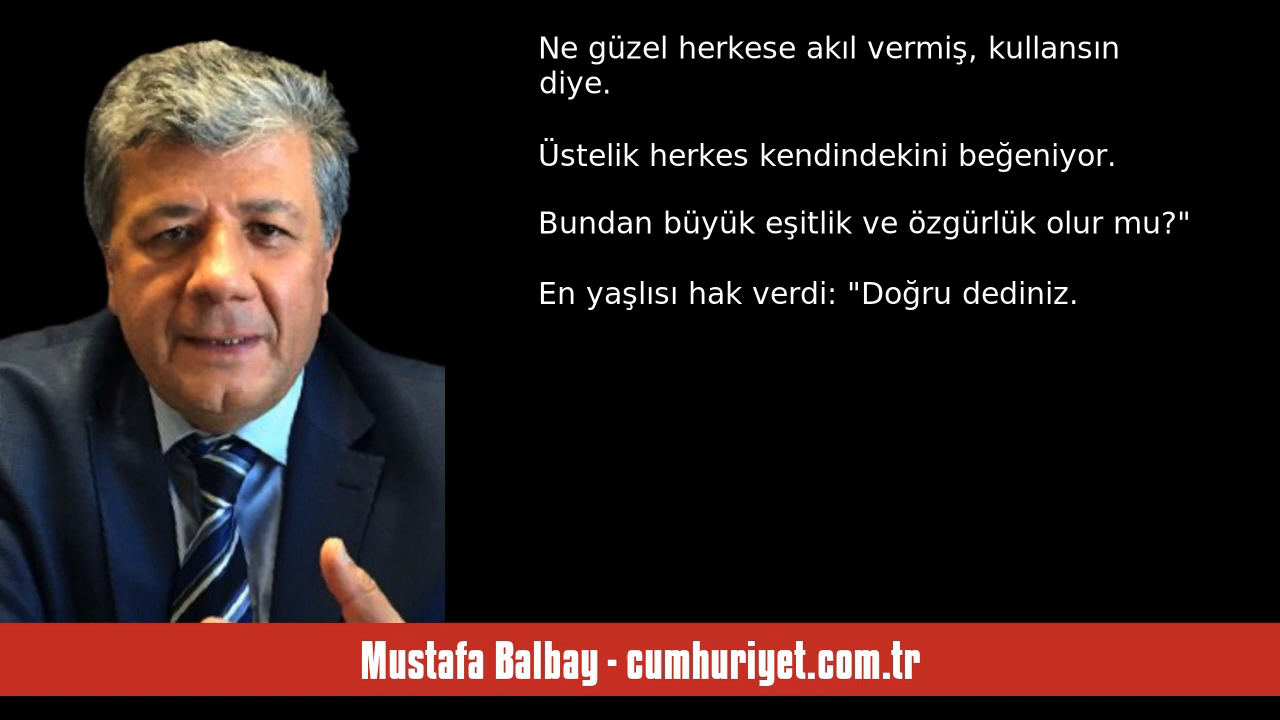 Ne güzel herkese akıl vermiş, kullansın
diye.
Üstelik herkes kendindekini beğeniyor.
Bundan büyük eşitlik ve özgürlük olur mu?"
En yaşlısı hak verdi: "Doğru dediniz.
Mustafa Balbay - cumhuriyet.com.tr